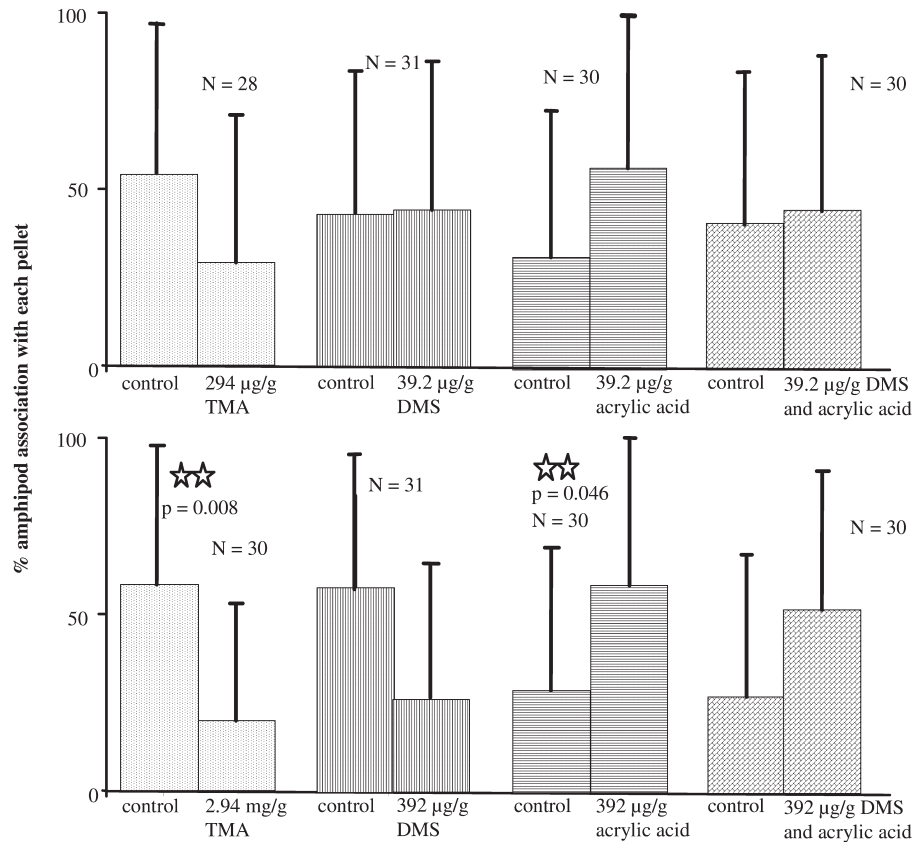 % amphipod association with each pellet
100
50
0
N = 28
N = 31
N = 30
N = 30
control
294 µg/g
TMA
control
39.2 µg/g
DMS
control
39.2 µg/g
acrylic acid
control
39.2 µg/g DMS
and acrylic acid
100
50
0
p = 0.008
N = 30
N = 31
p = 0.046
N = 30
N = 30
control
2.94 mg/g
TMA
control
392 µg/g
DMS
control
392 µg/g
acrylic acid
control
392 µg/g DMS
and acrylic acid